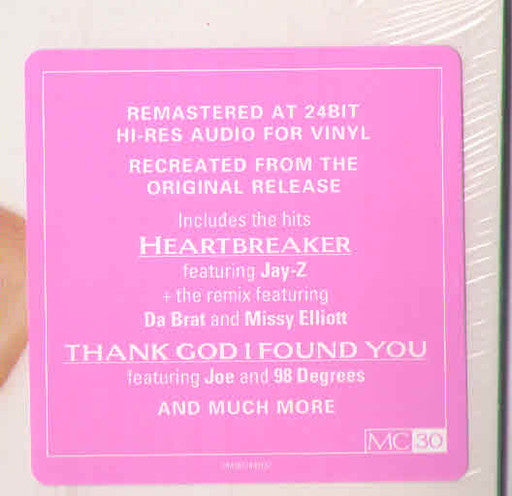 REMASTERED AT 24BIT
HI-RES AUDIO FOR VINYL
RECREATED FROM THE
ORIGINAL RELEASE
Includes the hits
HEARTBREAKER
featuring Jay-Z
+ the remix featuring
Da Brat and Missy Elliott
THANK GOD I FOUND YOU
featuring Joe and 98 Degrees
AND MUCH MORE
MC 30